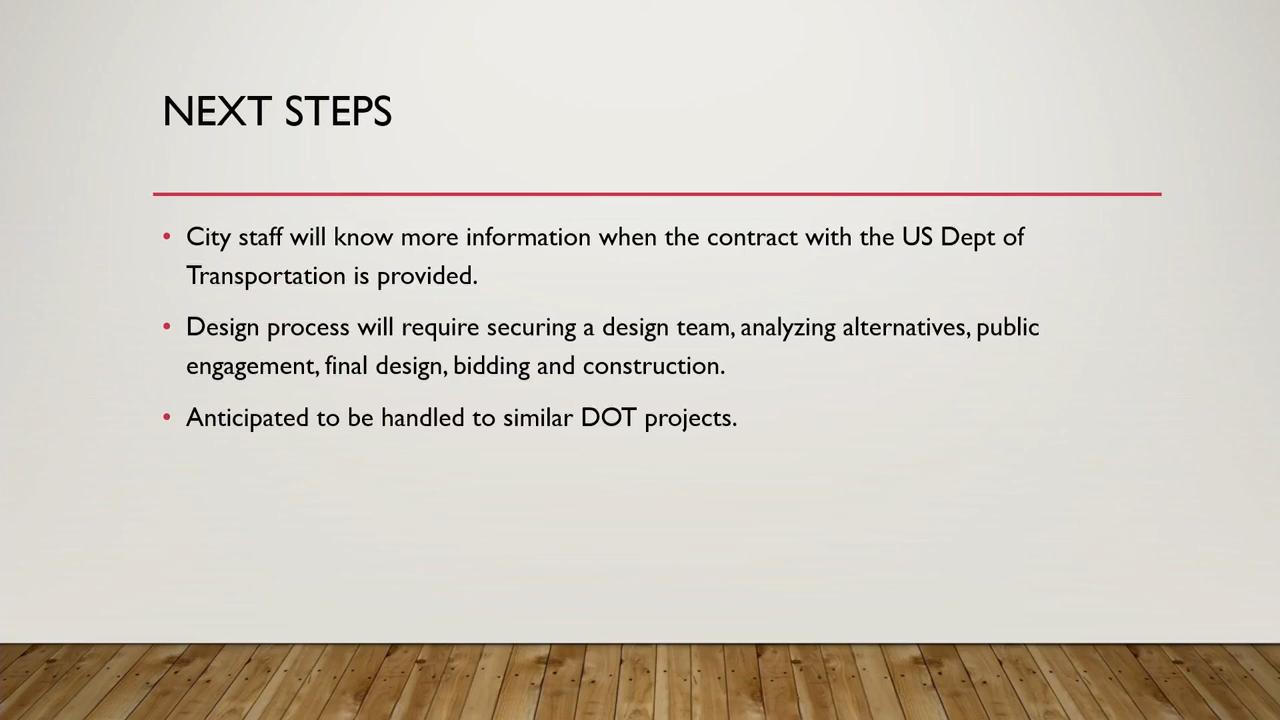 NEXT STEPS
• City staff will know more information when the contract with the US Dept of
Transportation is provided.
• Design process will require securing a design team, analyzing alternatives, public
engagement, final design, bidding and construction.
• Anticipated to be handled to similar DOT projects.